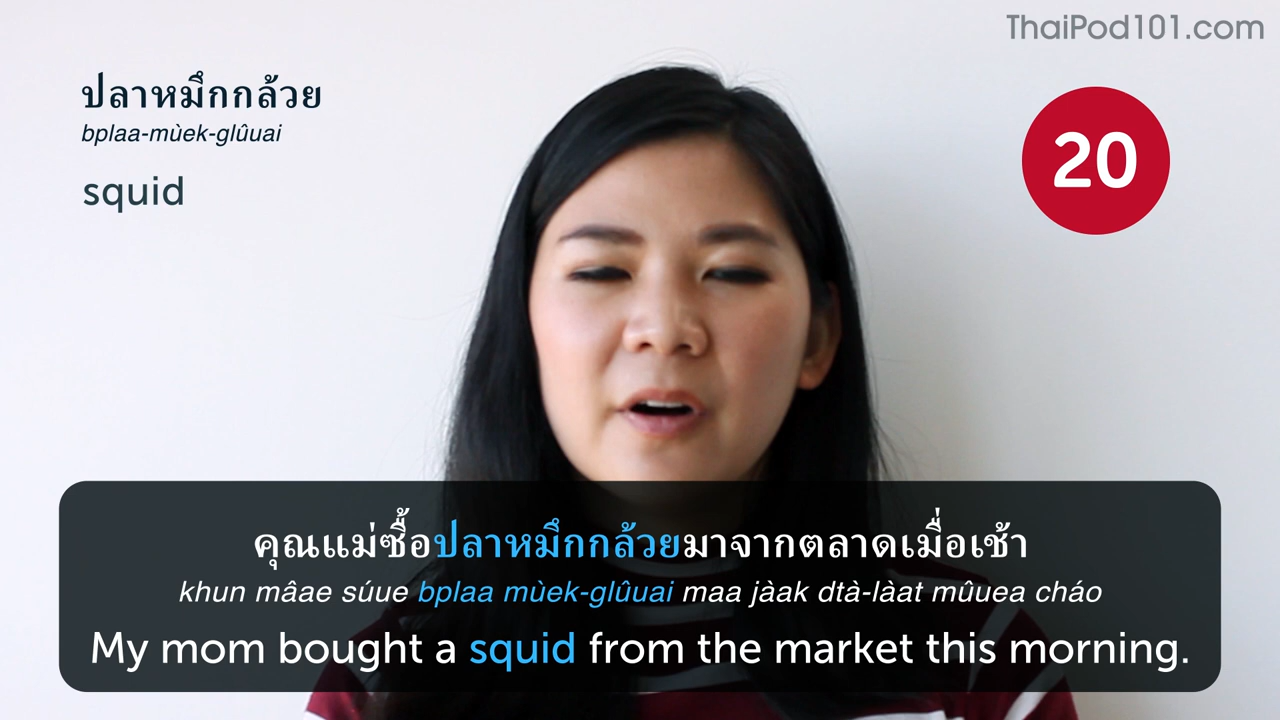 ThaiPod101.com
ปลาหมึกกล้วย
bplaa-mùek-glûuai
squid
20
คุณแม่ซื้อปลาหมึกกล้วยมาจากตลาดเมื่อเช้า
khun mâae súue bplaa mùek-glûuai maa jàak dtà-làat mûuea cháo
My mom bought a squid from the market this morning.